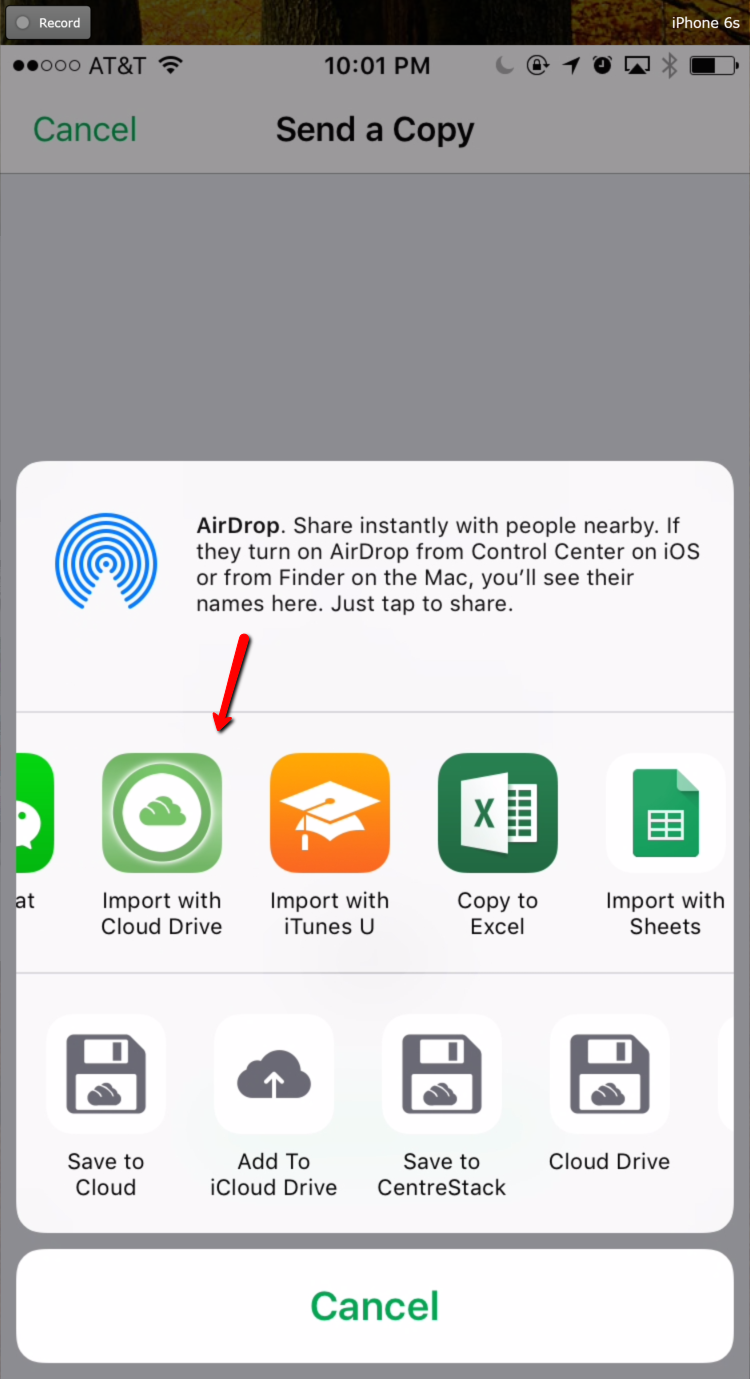 Record
iPhone 6s
AT&T
10:01 PM
Cancel
Send a Copy
AirDrop. Share instantly with people nearby. If
they turn on AirDrop from Control Center on iOS
or from Finder on the Mac, you’ll see their
names here. Just tap to share.
at
Import with
Cloud Drive
Import with
iTunes U
X
Copy to
Excel
Import with
Sheets
Save to
Cloud
Add To
iCloud Drive
Save to
CentreStack
Cloud Drive
Cancel